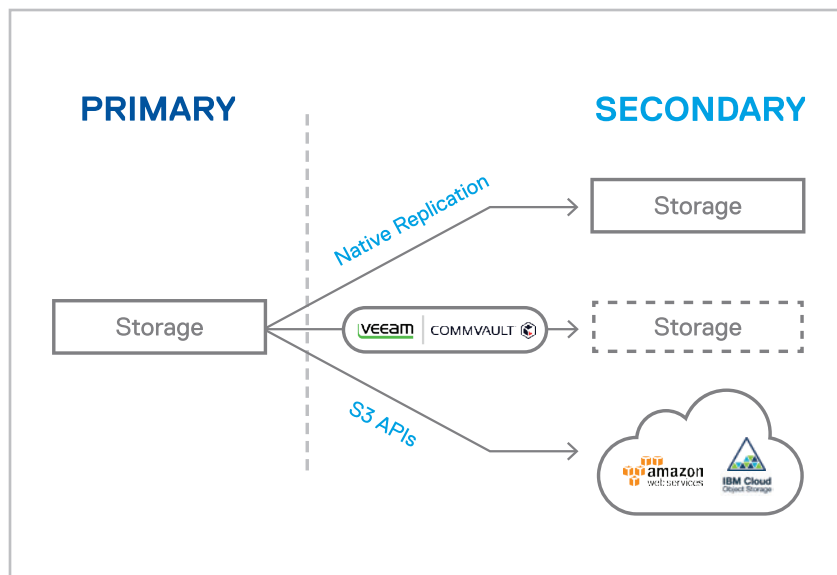 PRIMARY
SECONDARY
Native Replication
Storage
Storage
veeam
COMMVAULT
Storage
S3 APIs
amazon
web services
IBM Cloud
Object Storage